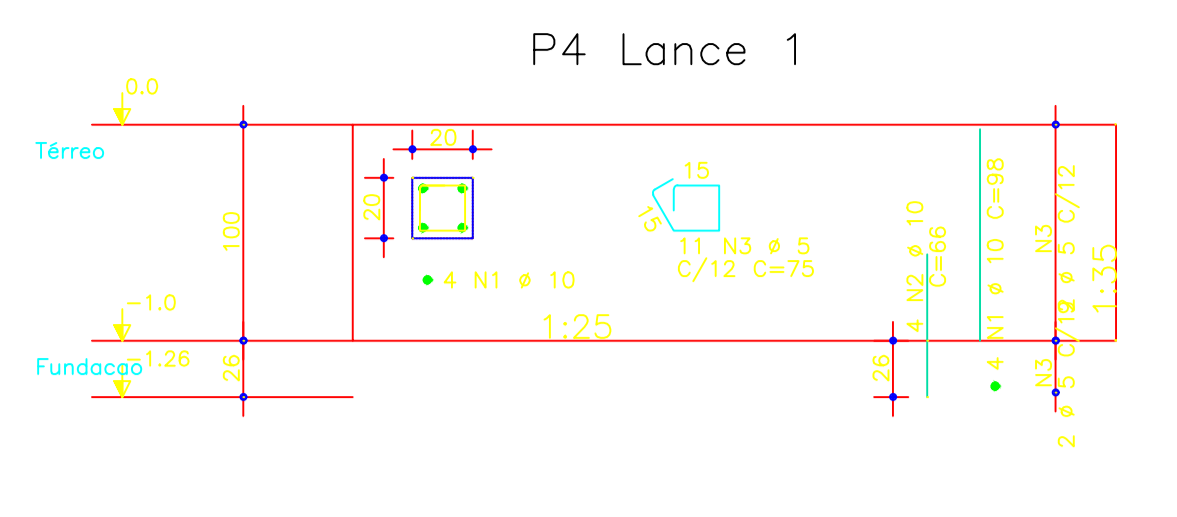 P4 Lance 1
0.0
Térreo
20
20
100
15
15
11 N3 ø 5
C/12 C=75
4 N1 ø 10
1:25
-1.0
-1.26
Fundacao
26
26
4 N2 ø 10
C=66
4 N1 ø 10 C=98
N3
ø 5 C/12
1:35
N3
2 ø 5 C/12